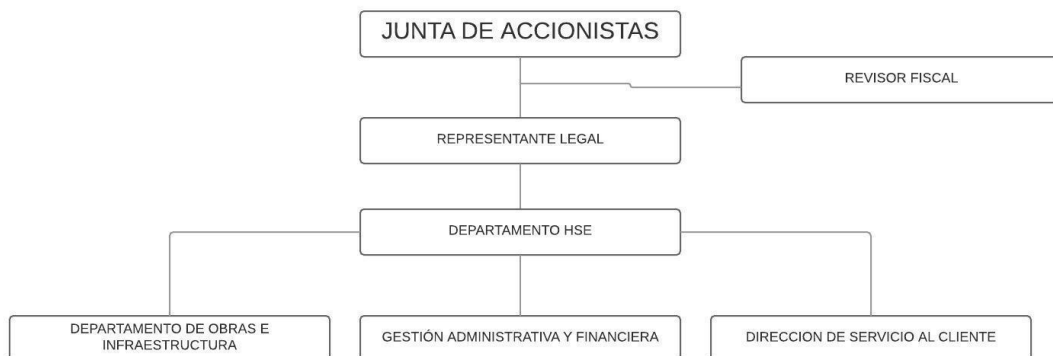 JUNTA DE ACCIONISTAS
REVISOR FISCAL
REPRESENTANTE LEGAL
DEPARTAMENTO HSE
DEPARTAMENTO DE OBRAS E
INFRAESTRUCTURA
GESTIÓN ADMINISTRATIVA Y FINANCIERA
DIRECCION DE SERVICIO AL CLIENTE